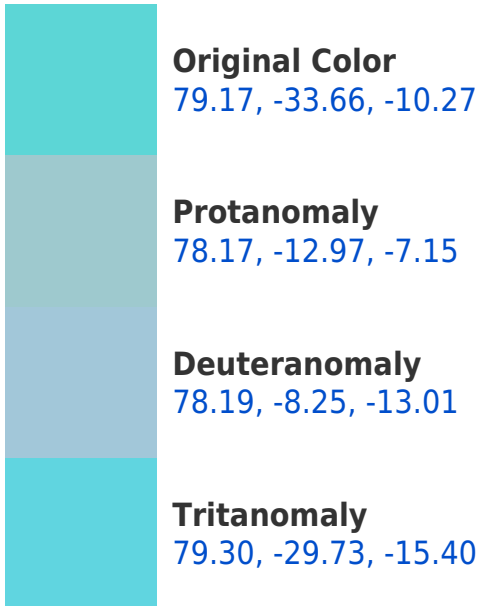 Original Color
79.17, -33.66, -10.27
Protanomaly
78.17, -12.97, -7.15
Deuteranomaly
78.19, -8.25, -13.01
Tritanomaly
79.30, -29.73, -15.40